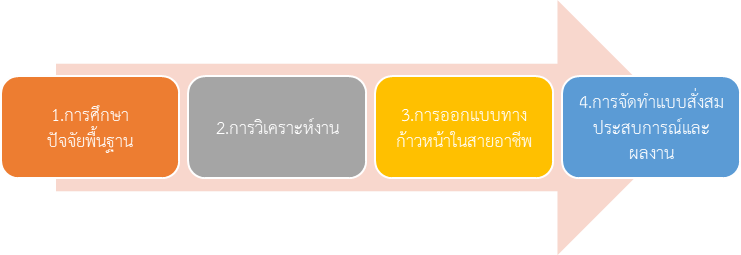 1.การศึกษา
ปัจจัยพื้นฐาน
2.การวิเคราะห์งาน
3.การออกแบบทาง
ก้าวหน้าในสายอาชีพ
4.การจัดทำแบบสั่งสม
ประสบการณ์และ
ผลงาน